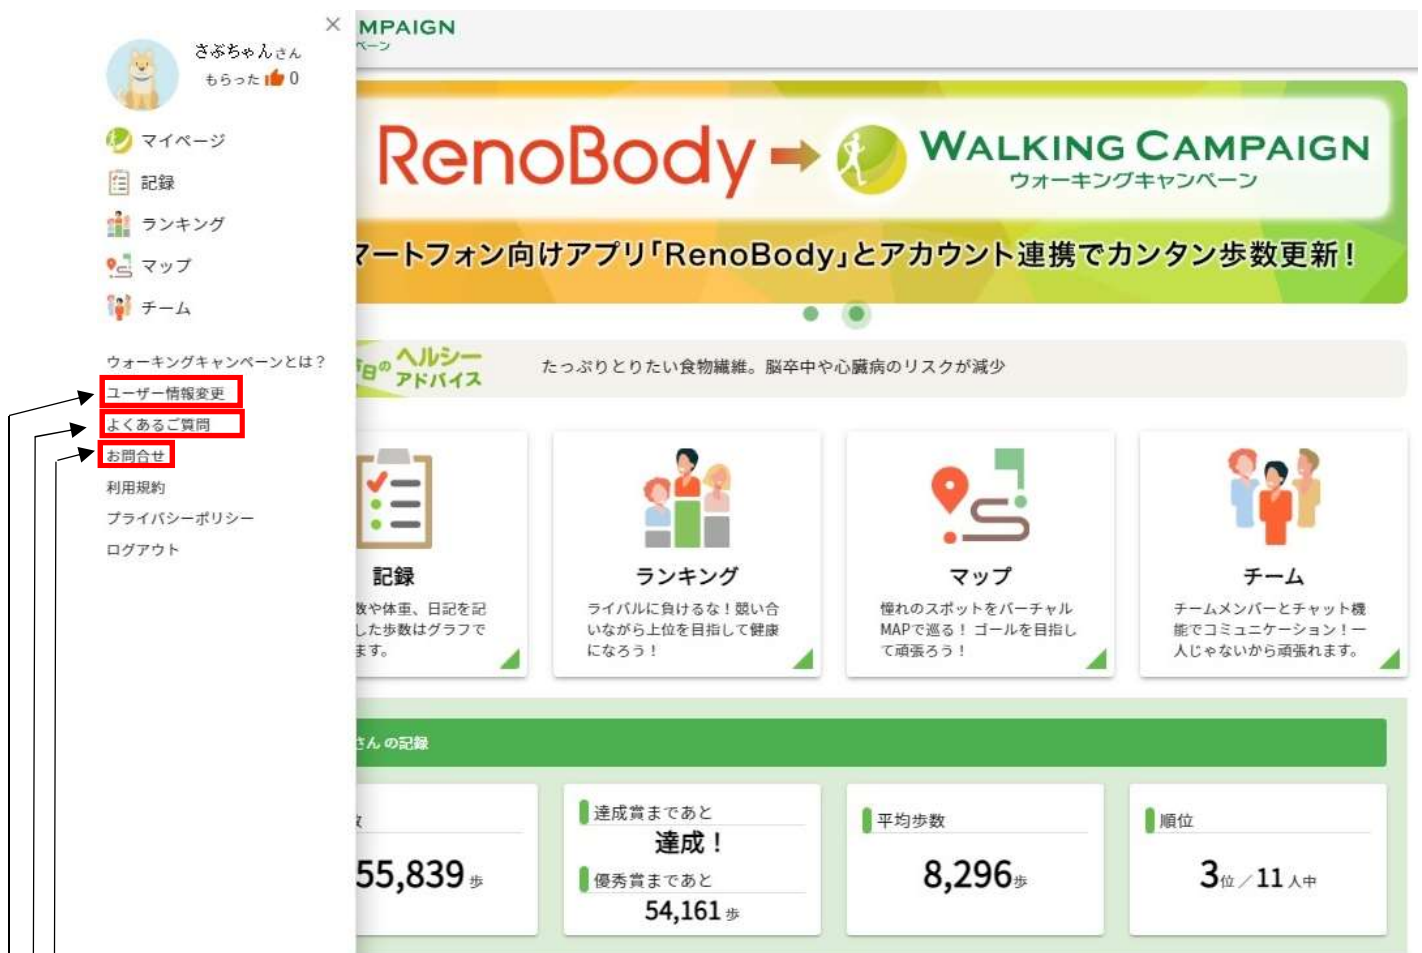 さぶちゃんさん
もらった 0
マイページ
記録
ランキング
マップ
チーム
ウォーキングキャンペーンとは？
ユーザー情報変更
よくあるご質問
お問合せ
利用規約
プライバシーポリシー
ログアウト
MPAIGN
ペーン
RenoBody
WALKING CAMPAIGN
ウォーキングキャンペーン
マートフォン向けアプリ「RenoBody」とアカウント連携でカンタン歩数更新！
日の
ヘルシー
アドバイス
たっぷりとりたい食物繊維。脳卒中や心臓病のリスクが減少
記録
数や体重、日記を記
した歩数はグラフで
ます。
ランキング
ライバルに負けるな！競い合
いながら上位を目指して健康
になろう！
マップ
憧れのスポットをバーチャル
MAPで巡る！ ゴールを目指し
て頑張ろう！
チーム
チームメンバーとチャット機
能でコミュニケーション！一
人じゃないから頑張れます。
さんの記録
55,839 歩
達成賞まであと
達成！
優秀賞まであと
54,161 歩
平均歩数
8,296歩
順位
3位／11人中